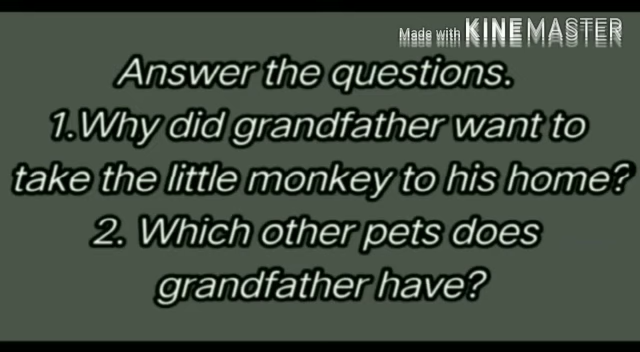 Made with KINEMASTER
Answer the questions.
1.Why did grandfather want to
take the little monkey to his home?
2. Which other pets does
grandfather have?